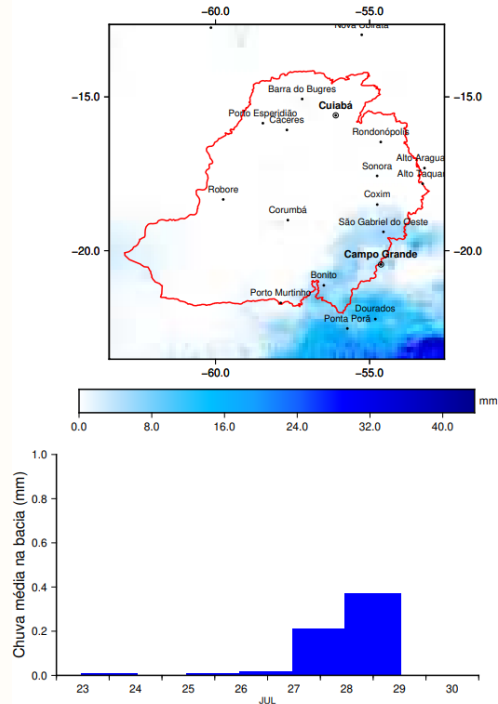 −60.0 −55.0
Nova Ubiratã
−15.0 −15.0
Barra do Bugres
Cuiabá
Porto Esperidião
Cáceres
Rondonópolis
Alto Aragua
Sonora
Alto Taquar
Robore
Coxim
Corumbá
São Gabriel do Oeste
−20.0 −20.0
Campo Grande
Bonito
Porto Murtinho
Dourados
Ponta Porã
−60.0 −55.0
mm
0.0 8.0 16.0 24.0 32.0 40.0
Chuva média na bacia (mm)
1.0
0.8
0.6
0.4
0.2
0.0
23 24 25 26 27 28 29 30
JUL